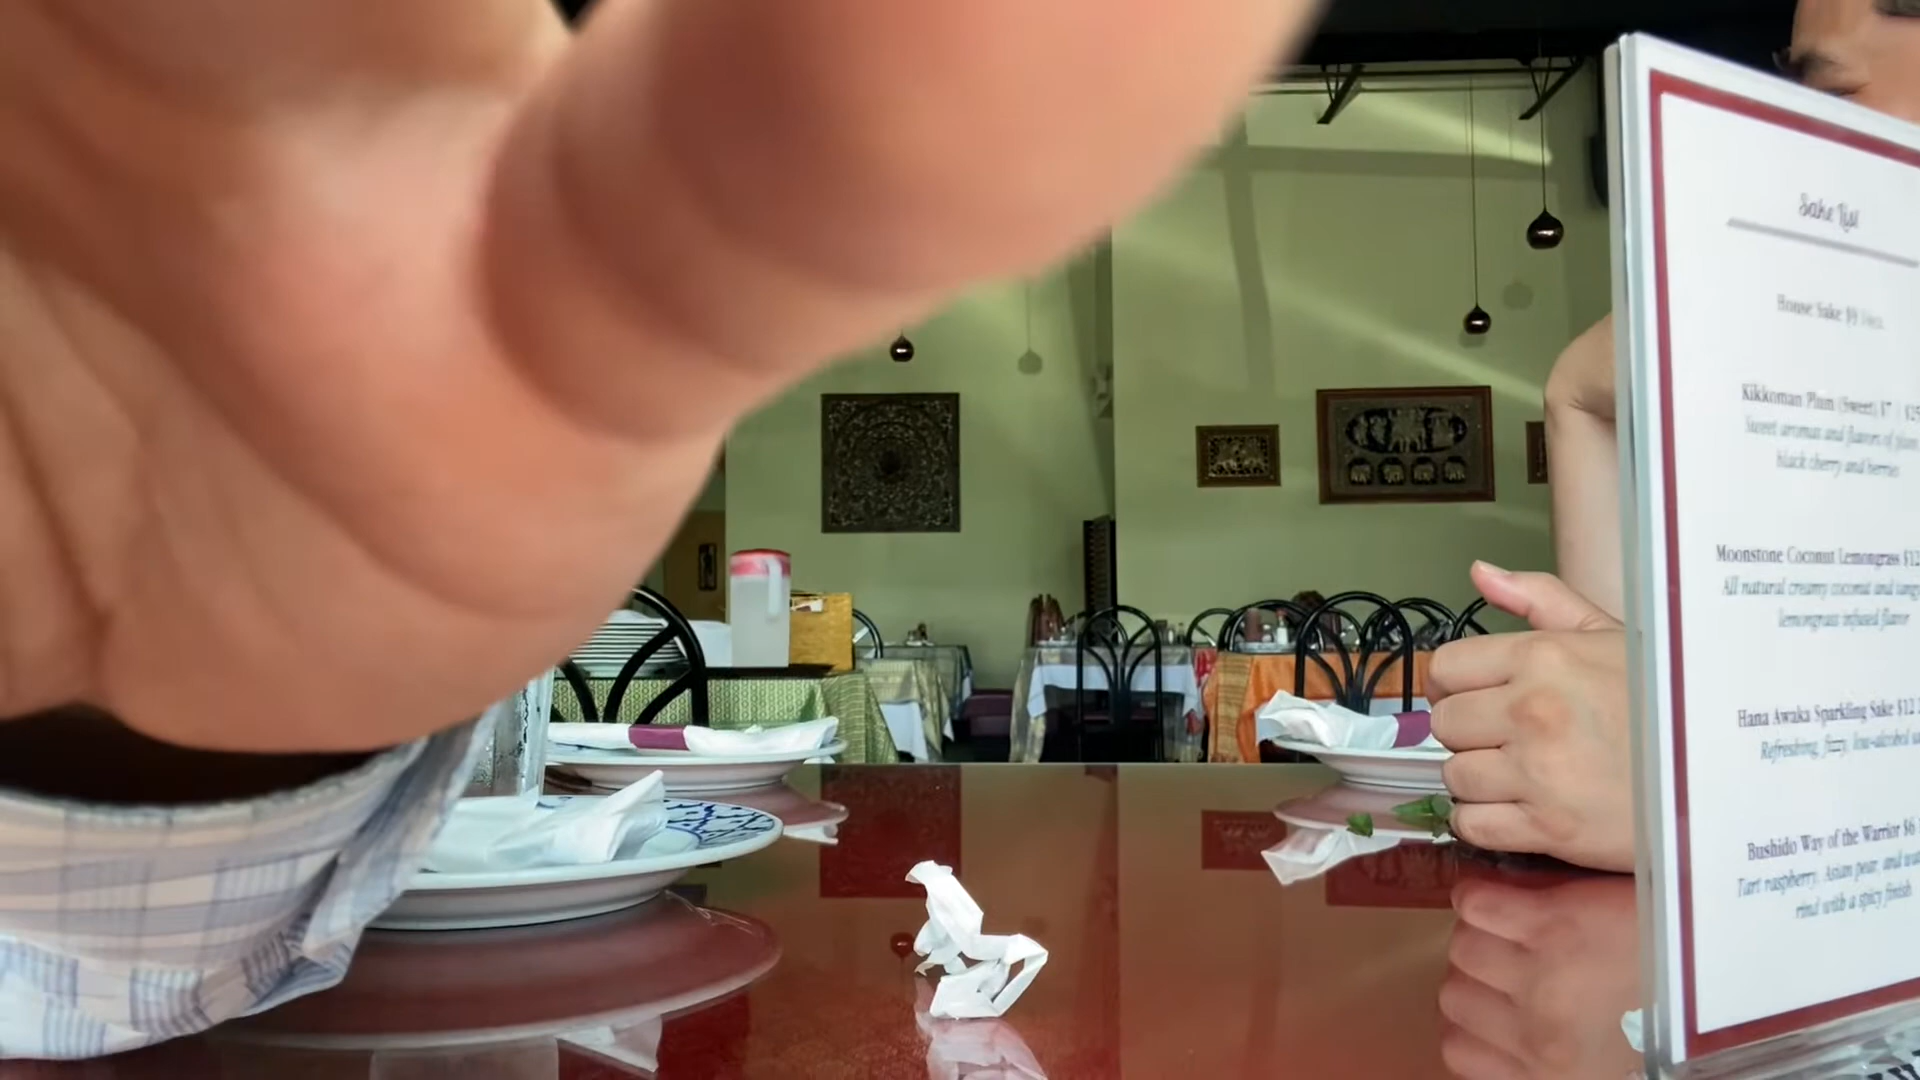 Sake List
House Sake $9
Kikkoman Plum (Sweet) $7 | $25
Sweet aromas and flavors of plum
black cherry and berries
Moonstone Coconut Lemongrass $12
All natural creamy coconut and
lemongrass infused flavor
Hana Awaka Sparkling Sake $12
Refreshing, fizzy, low-alcohol
Bushido Way of the Warrior $6
Tart raspberry, Asian pear, and
rind with a spicy finish